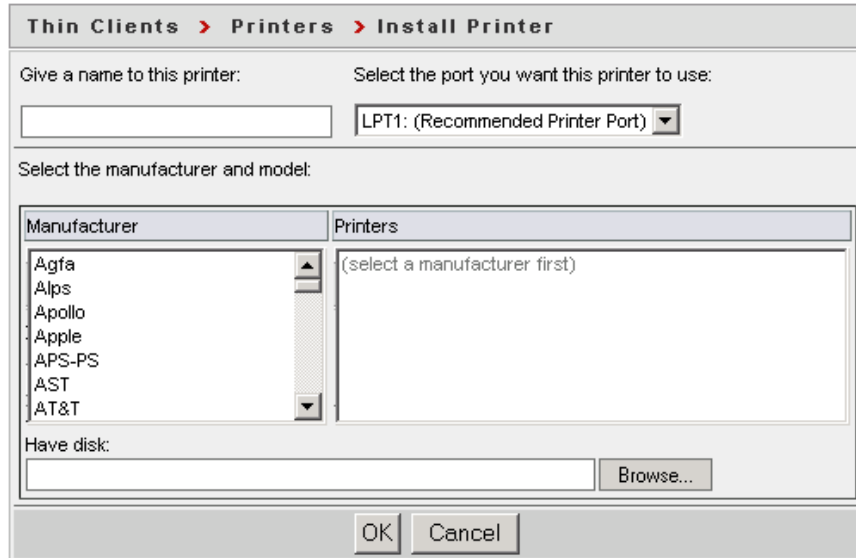 Thin Clients > Printers > Install Printer
Give a name to this printer:
Select the port you want this printer to use:
LPT1: (Recommended Printer Port)
Select the manufacturer and model:
Manufacturer
Printers
Agfa
Alps
Apollo
Apple
APS-PS
AST
AT&T
(select a manufacturer first)
Have disk:
Browse...
OK
Cancel